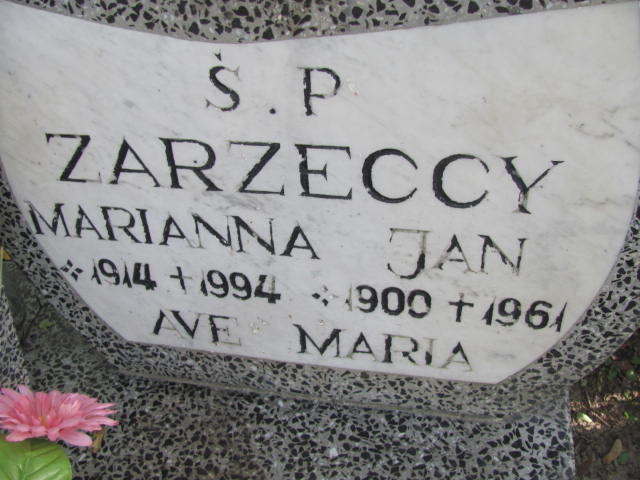 Ś.P
ZARZECCY
MARIANNA JAN
1914 + 1994 1900 + 1961
AVE MARIA